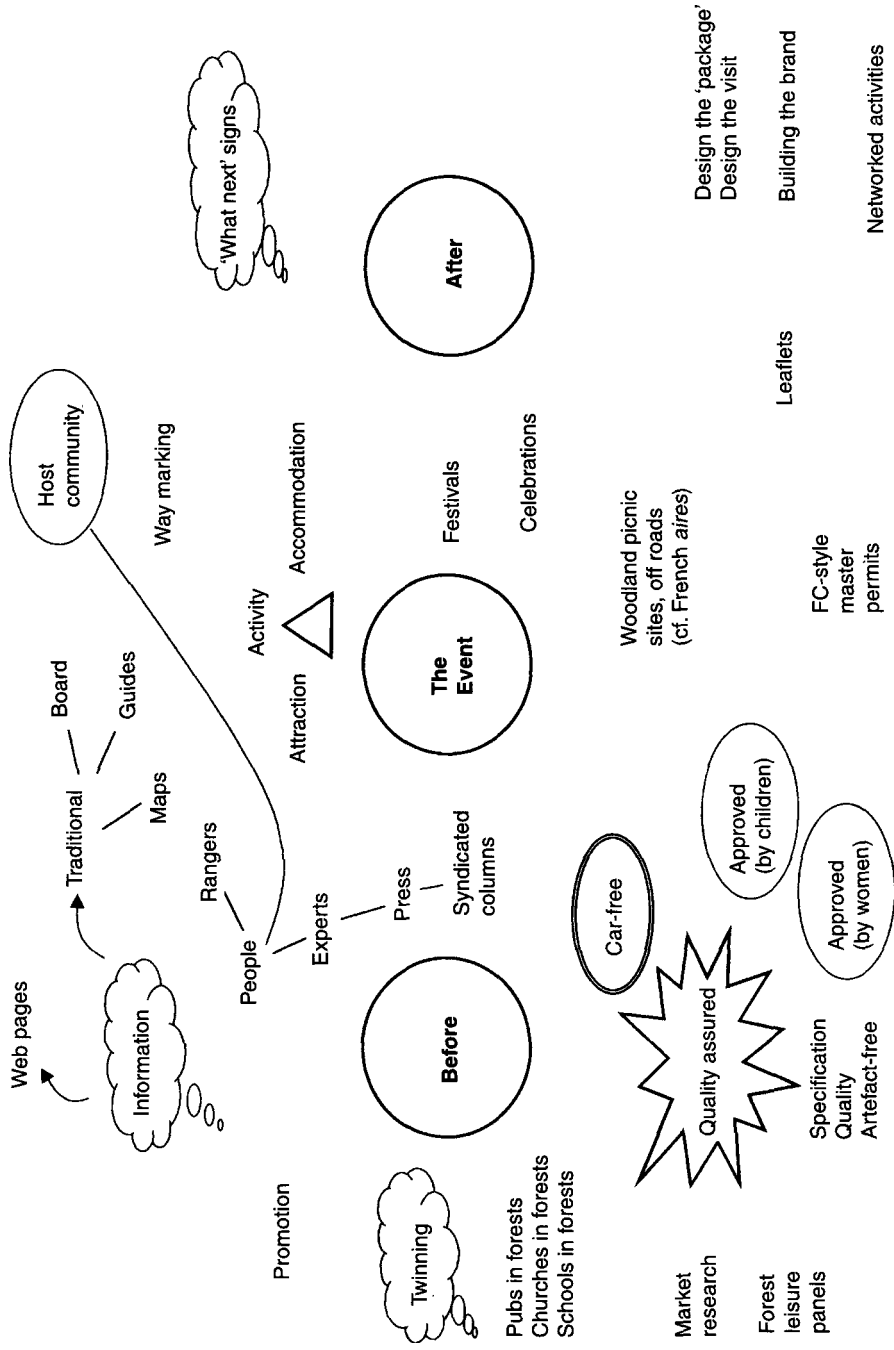 Web pages
Information
Traditional
Board
Guides
Maps
Host
community
Way marking
'What next' signs
Promotion
People
Rangers
Experts
Press
Syndicated
columns
Activity
Attraction
Accommodation
Twinning
Before
The
Event
Festivals
Celebrations
After
Pubs in forests
Churches in forests
Schools in forests
Car-free
Woodland picnic
sites, off roads
(cf. French aires)
Market
research
Quality assured
Approved
(by children)
Design the 'package'
Design the visit
Forest
leisure
panels
Specification
Quality
Artefact-free
Approved
(by women)
FC-style
master
permits
Leaflets
Building the brand
Networked activities